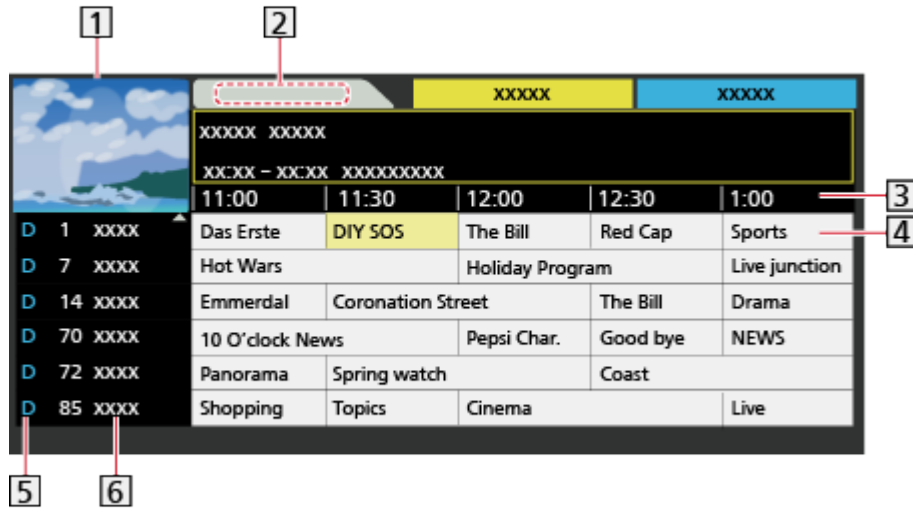 1 2
XXXXX XXXXX
XXXXX XXXXX
XX:XX – XX:XX XXXXXXXXX
11:00 11:30 12:00 12:30 1:00 3
D 1 XXXX Das Erste DIY SOS The Bill Red Cap Sports 4
D 7 XXXX Hot Wars Holiday Program Live junction
D 14 XXXX Emmerdal Coronation Street The Bill Drama
D 70 XXXX 10 O'clock News Pepsi Char. Good bye NEWS
D 72 XXXX Panorama Spring watch Coast
D 85 XXXX Shopping Topics Cinema Live
5 6